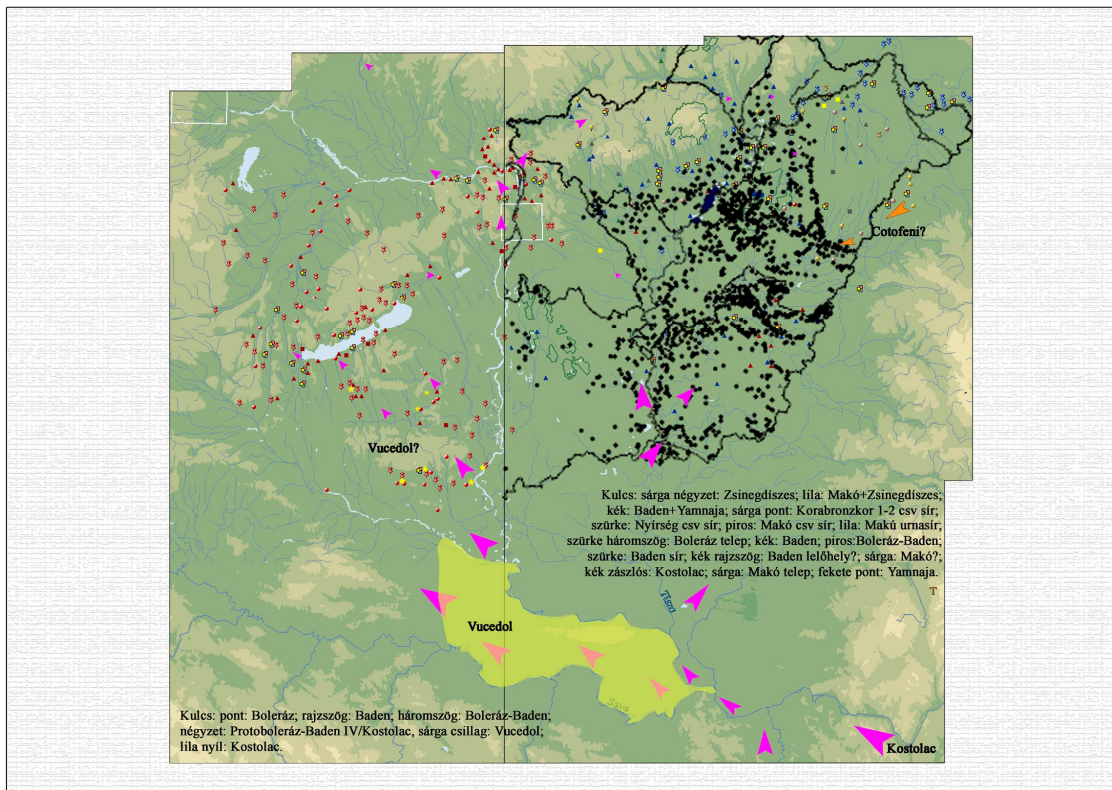 Cotofeni?
Vucedol?
Kulcs: sárga négyzet: Zsinegdíszes; lila: Makó+Zsinegdíszes;
kék: Baden+Yamnaja; sárga pont: Korabronzkor 1-2 csv sír;
szürke: Nyírség csv sír; piros: Makó csv sír; lila: Makú urnasír;
szürke háromszög: Boleráz telep; kék: Baden; piros:Boleráz-Baden;
szürke: Baden sír; kék rajzszög: Baden lelőhely?; sárga: Makó?;
kék zászlós: Kostolac; sárga: Makó telep; fekete pont: Yamnaja.
Tisza
T
Vucedol
Száva
Kulcs: pont: Boleráz; rajzszög: Baden; háromszög: Boleráz-Baden;
négyzet: Protoboleráz-Baden IV/Kostolac, sárga csillag: Vucedol;
lila nyíl: Kostolac.
Kostolac